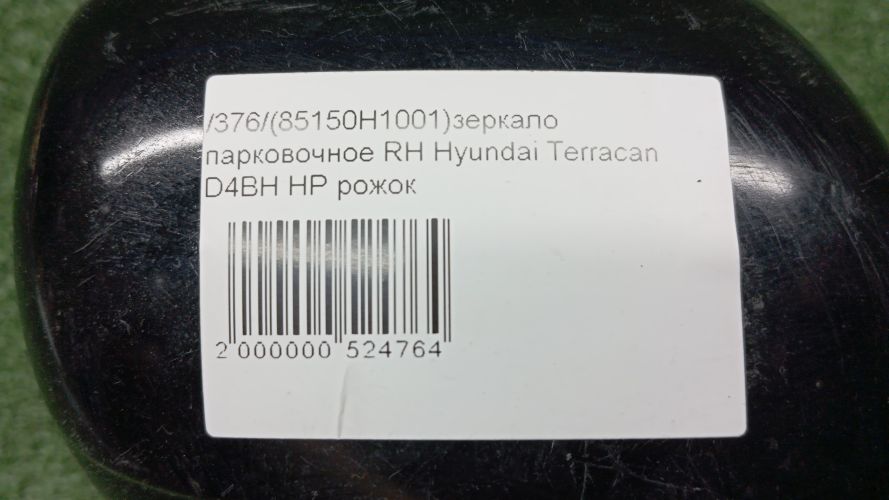 /376/(85150H1001)зеркало
парковочное RH Hyundai Terracan
D4BH HP рожок
2 000000 524764